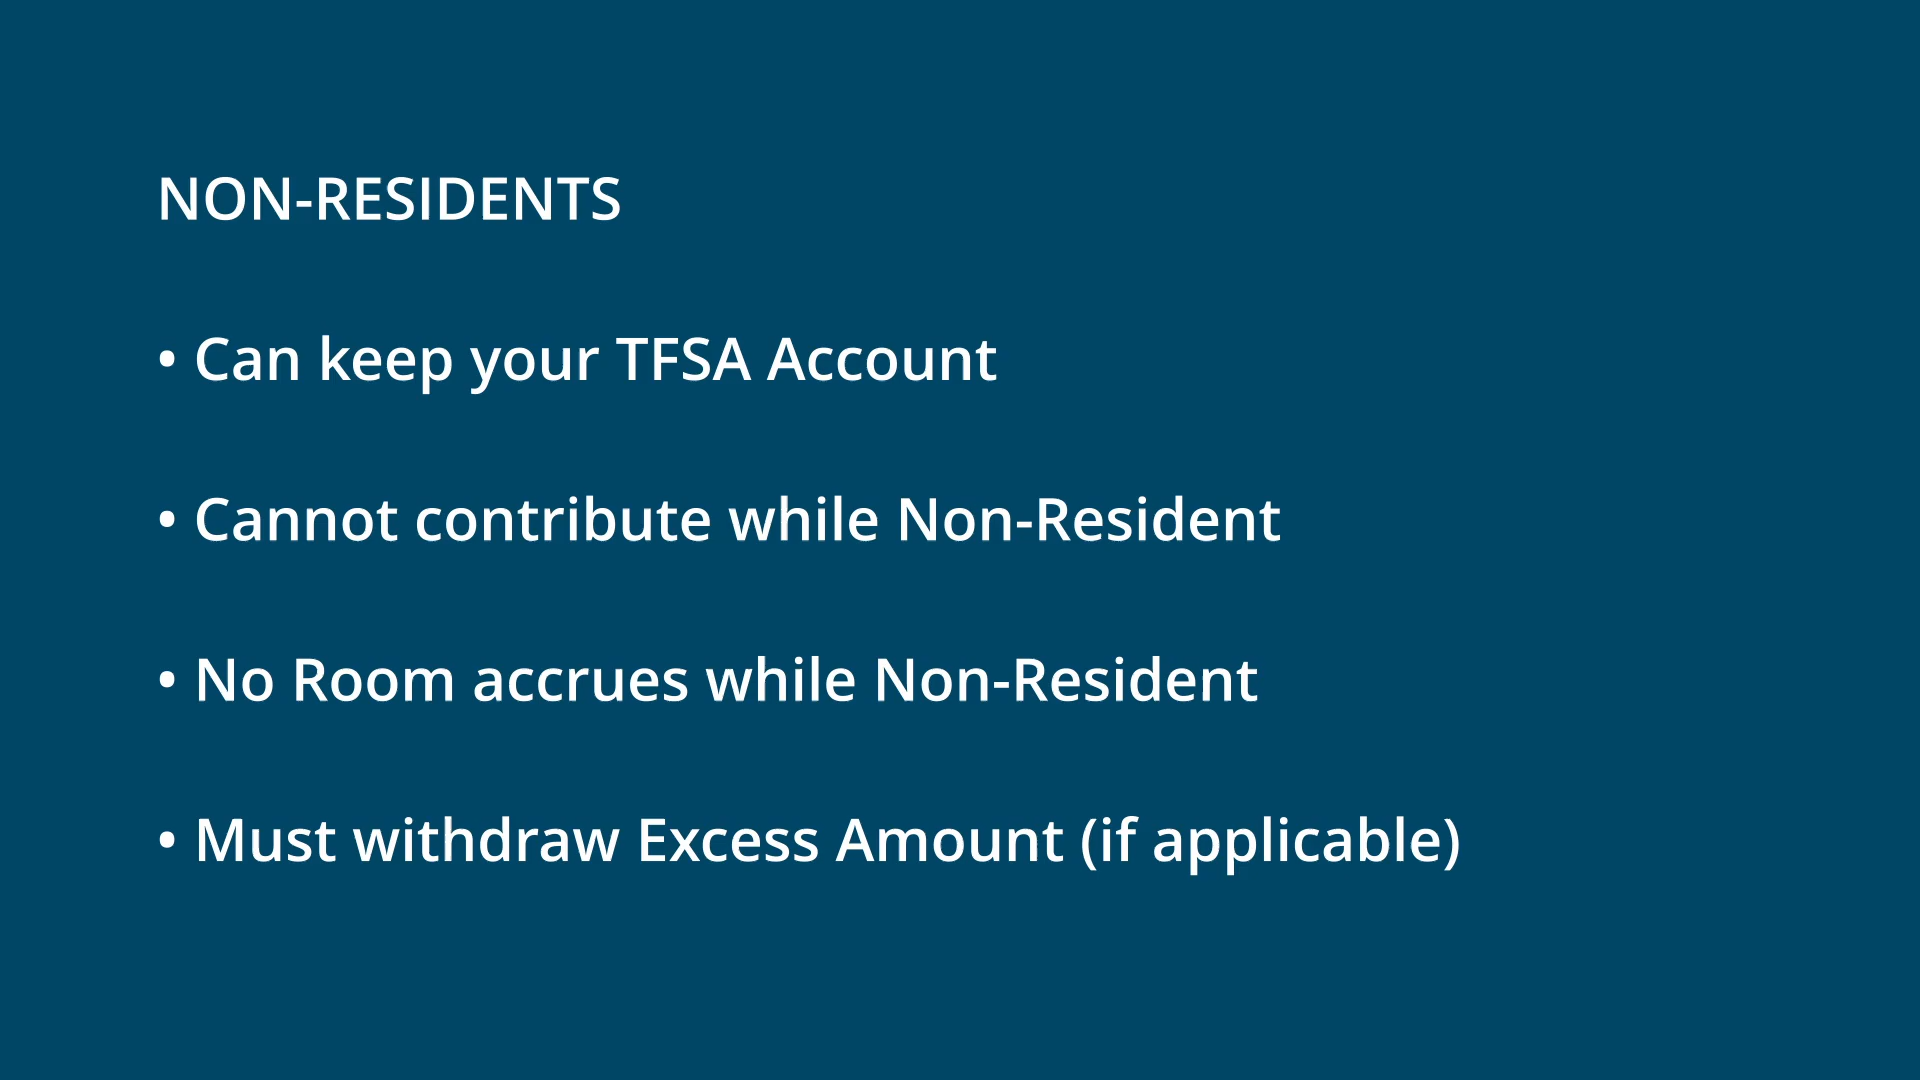 NON-RESIDENTS
• Can keep your TFSA Account
• Cannot contribute while Non-Resident
• No Room accrues while Non-Resident
• Must withdraw Excess Amount (if applicable)